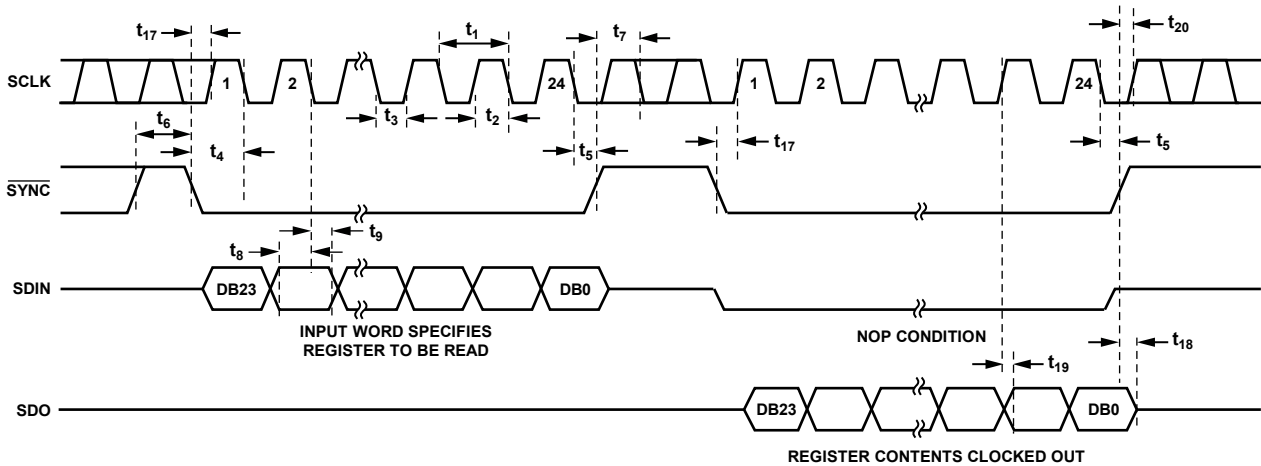 t17
t1
t7
t20
SCLK
1
2
24
1
2
24
t3
t2
t6
t4
t5
t17
t5
SYNC
t8
t9
SDIN
DB23
DB0
INPUT WORD SPECIFIES
REGISTER TO BE READ
NOP CONDITION
t18
t19
SDO
DB23
DB0
REGISTER CONTENTS CLOCKED OUT